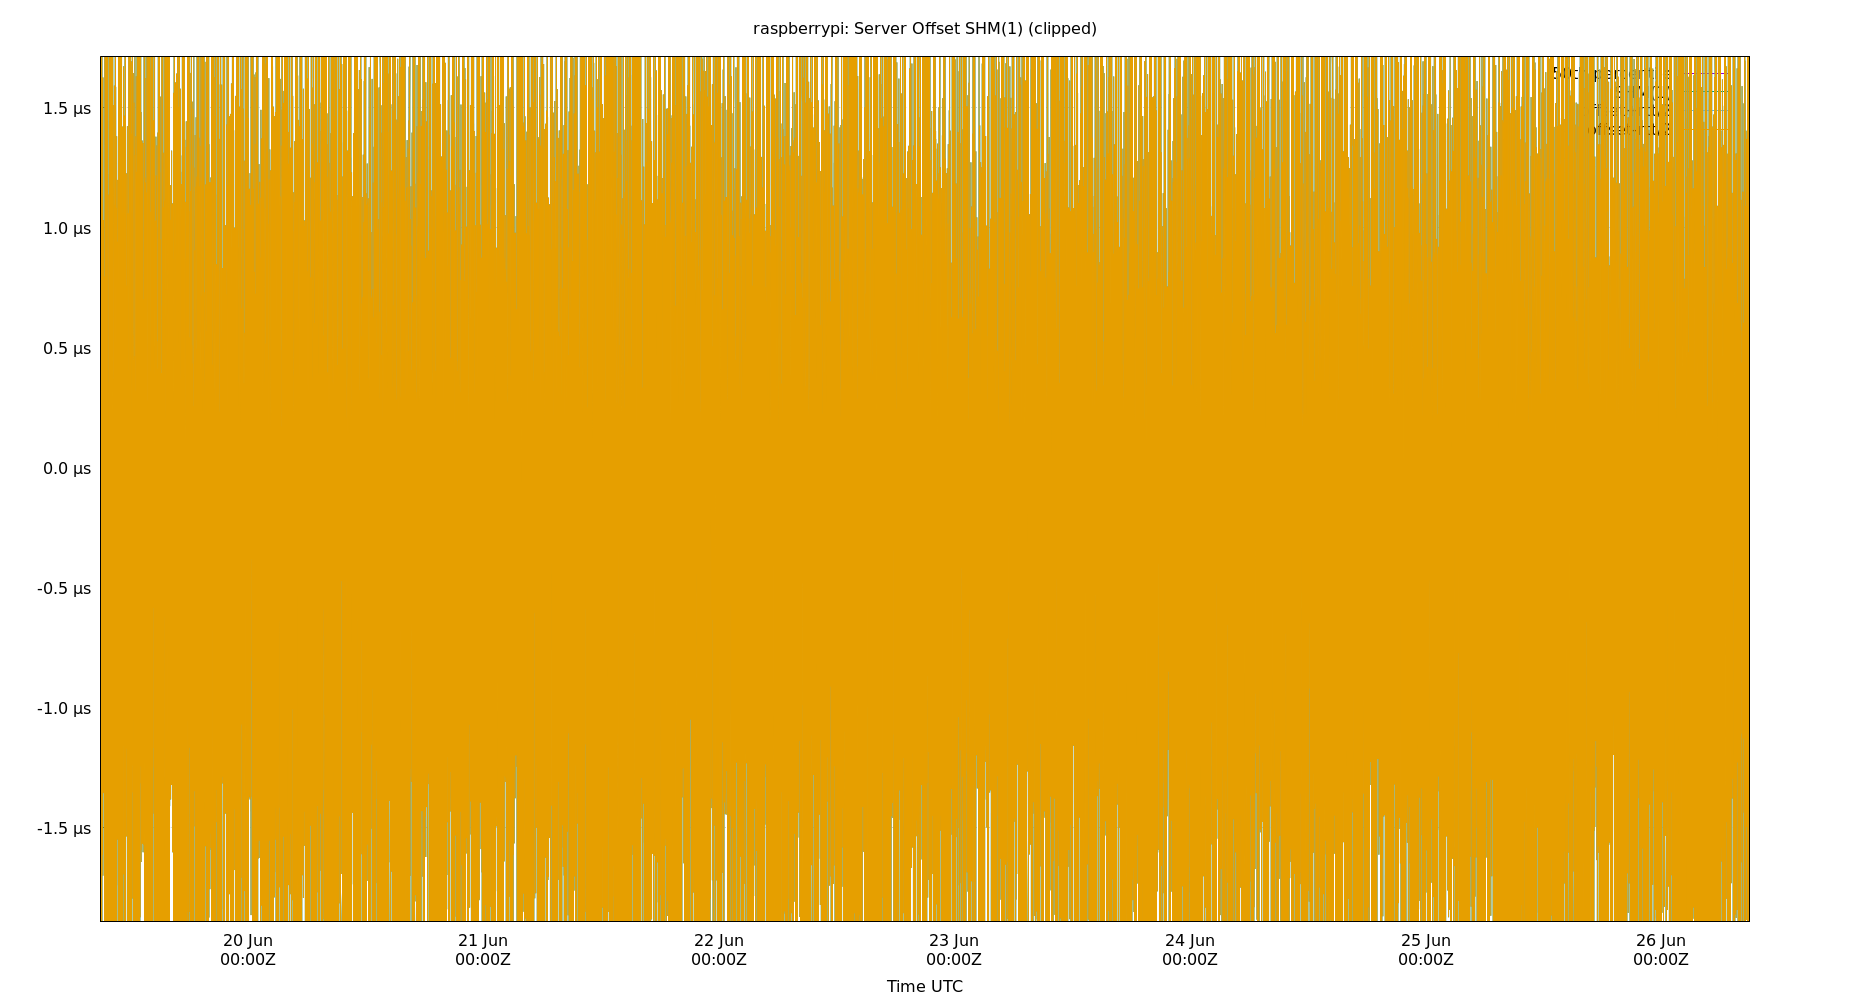 raspberrypi: Server Offset SHM(1) (clipped)
1.5 µs
1.0 µs
0.5 µs
0.0 µs
-0.5 µs
-1.0 µs
-1.5 µs
20 Jun 21 Jun 22 Jun 23 Jun 24 Jun 25 Jun 26 Jun
00:00Z 00:00Z 00:00Z 00:00Z 00:00Z 00:00Z 00:00Z
Time UTC